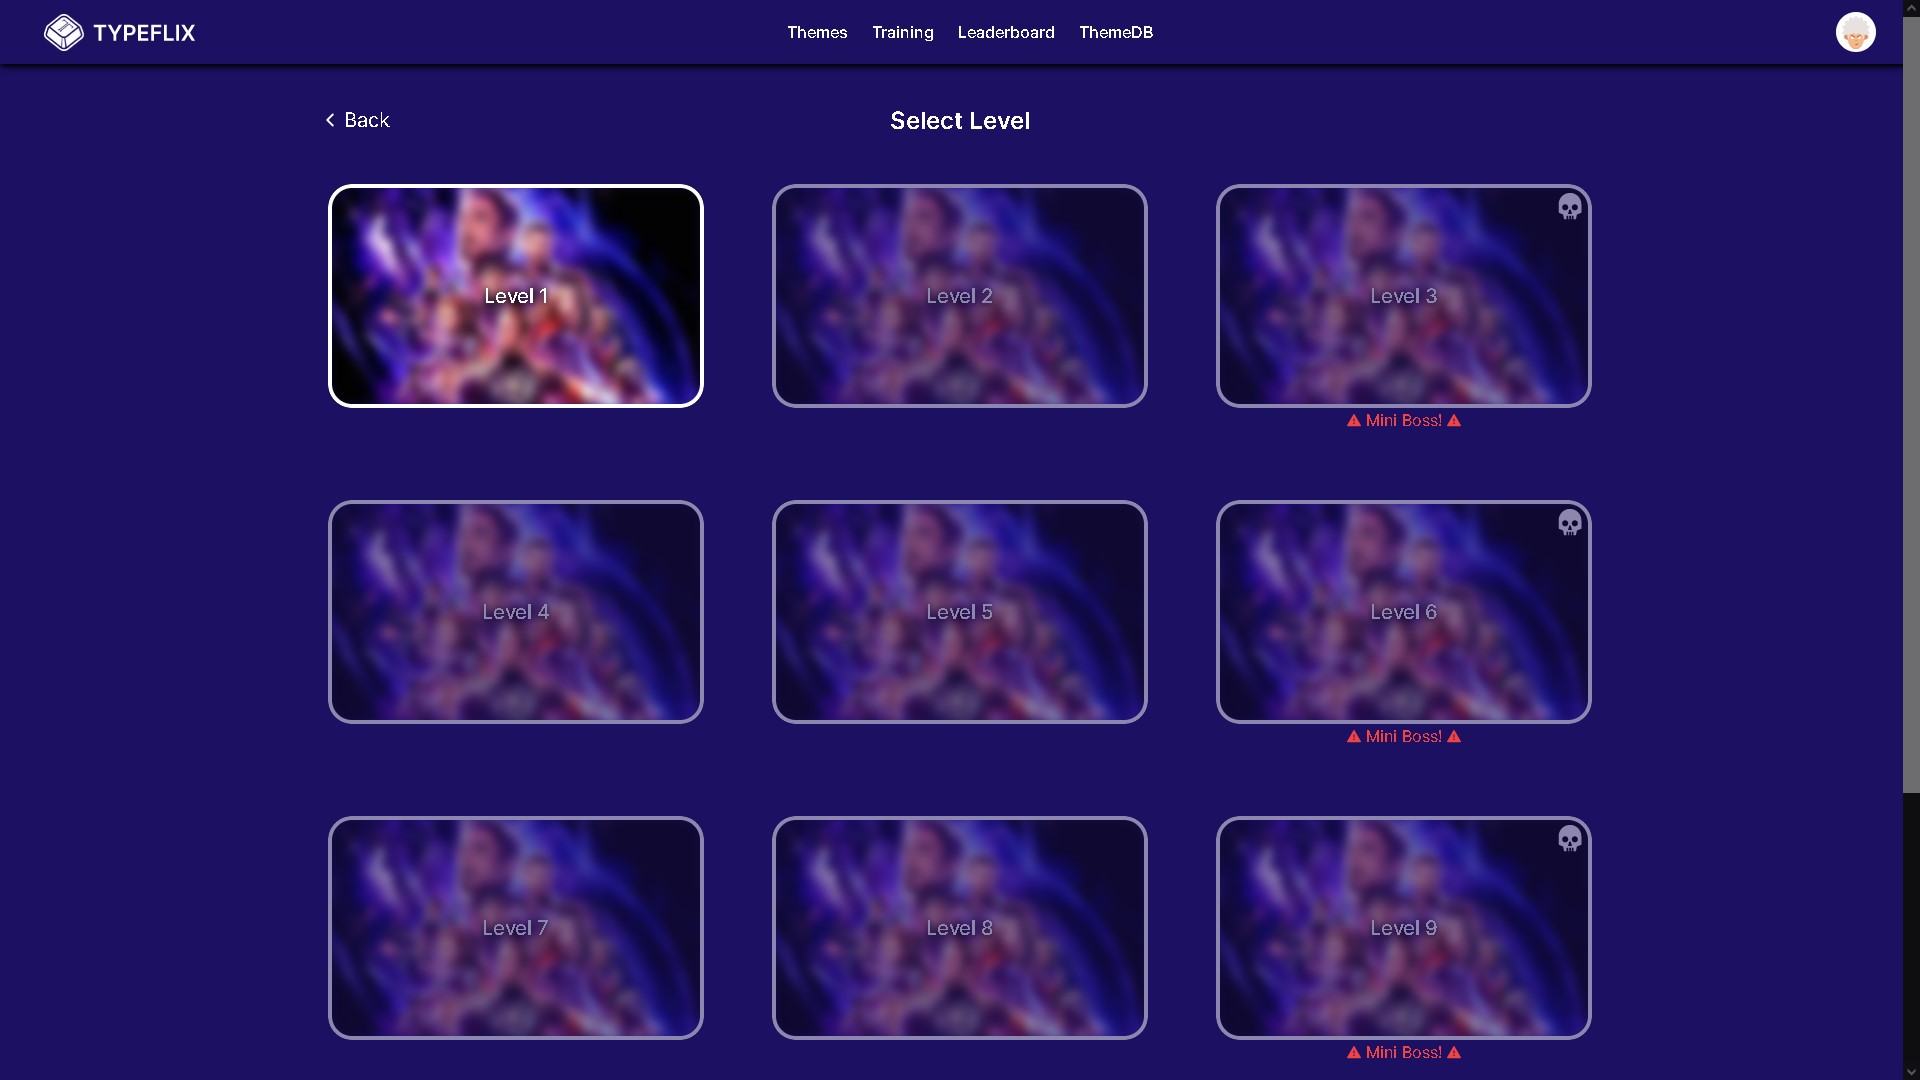 TYPEFLIX
Themes Training Leaderboard ThemeDB
Back
Select Level
Level 1
Level 2
Level 3
Mini Boss!
Level 4
Level 5
Level 6
Mini Boss!
Level 7
Level 8
Level 9
Mini Boss!